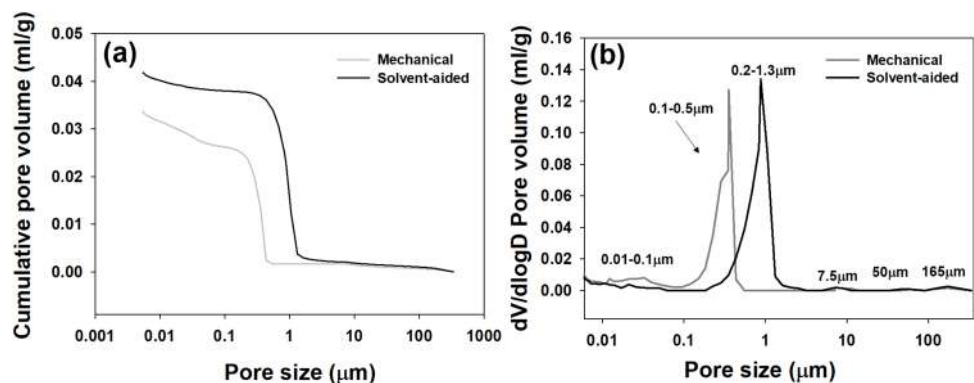 (a)
Mechanical
Solvent-aided
Cumulative pore volume (ml/g)
0.05
0.04
0.03
0.02
0.01
0.00
0.001 0.01 0.1 1 10 100 1000
Pore size (μm)
(b)
Mechanical
Solvent-aided
dV/dlogD Pore volume (ml/g)
0.16
0.14
0.12
0.10
0.08
0.06
0.04
0.02
0.00
0.2-1.3μm
0.1-0.5μm
0.01-0.1μm
7.5μm 50μm 165μm
0.01 0.1 1 10 100
Pore size (μm)